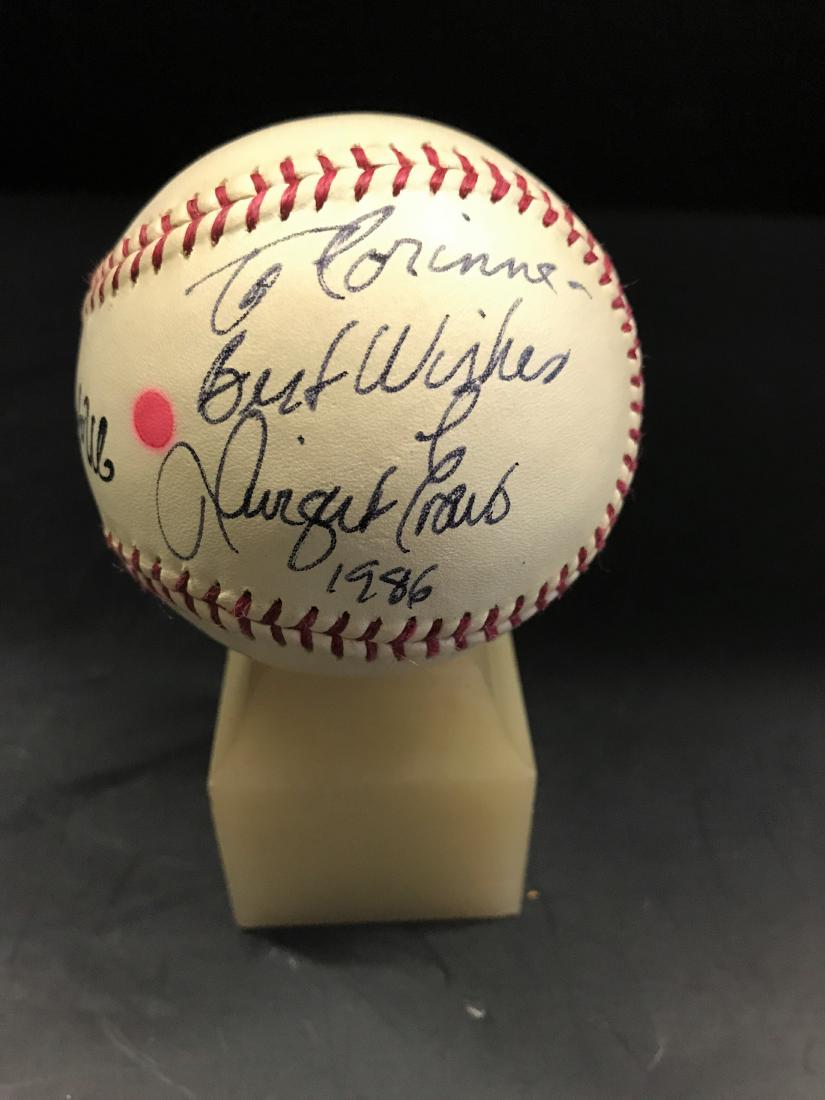 To Corinne-
Best Wishes
Dwight Evans
1986